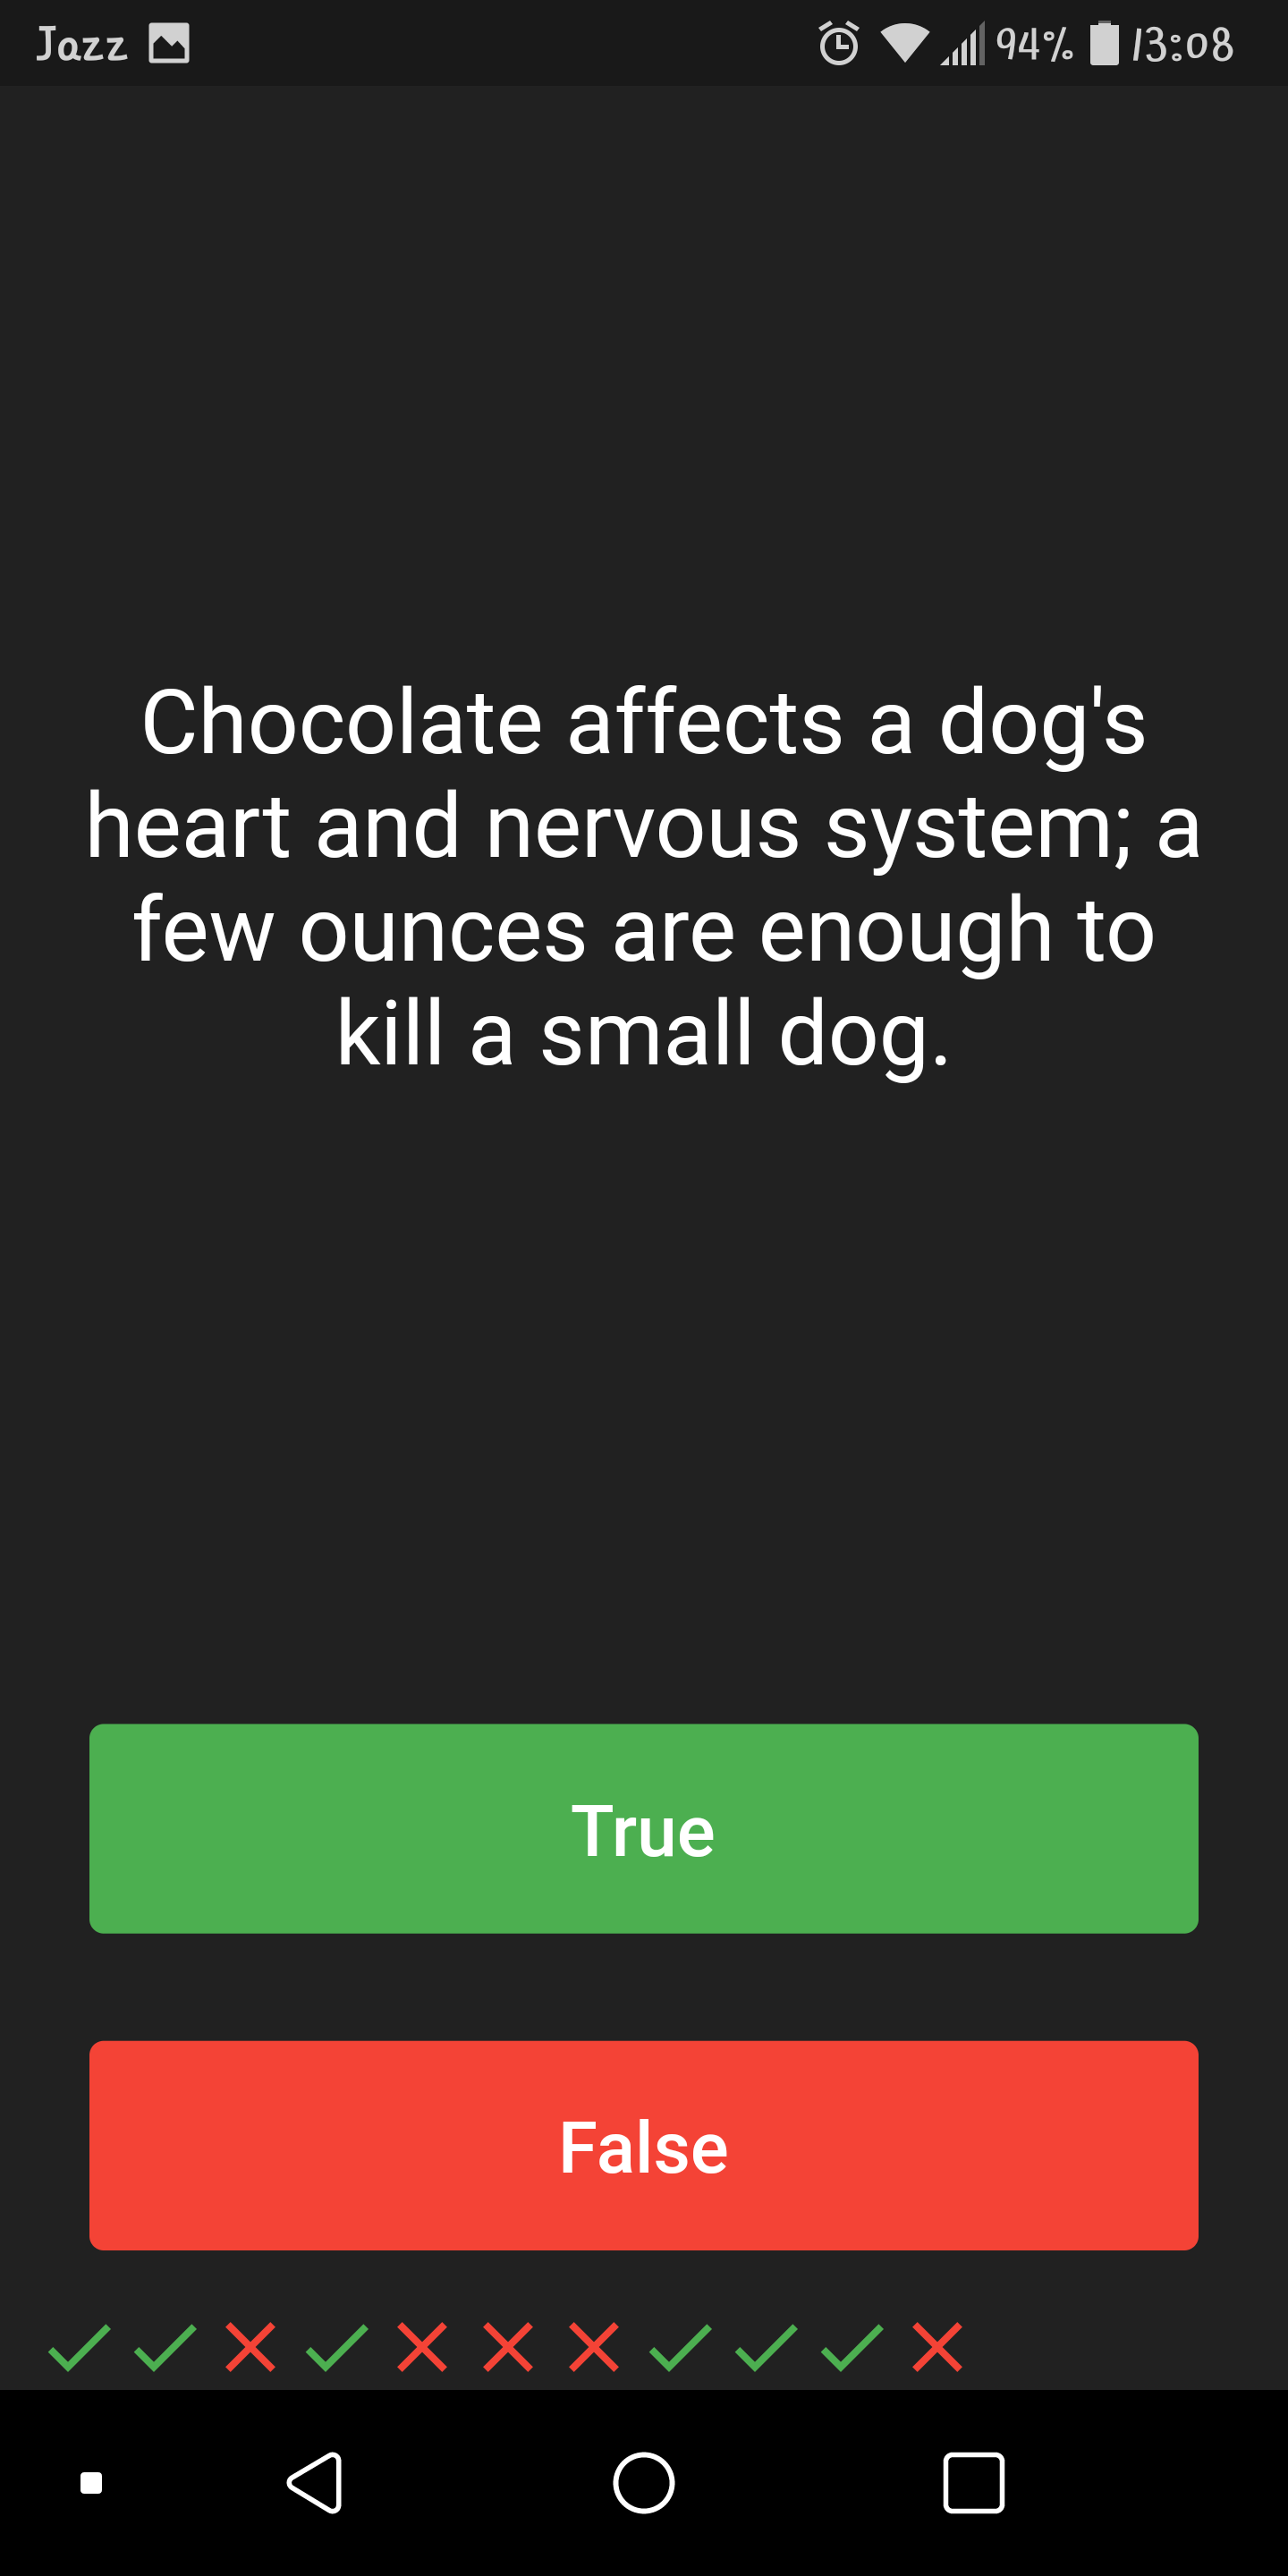 Jazz 94% 13:08
Chocolate affects a dog's
heart and nervous system; a
few ounces are enough to
kill a small dog.
True
False